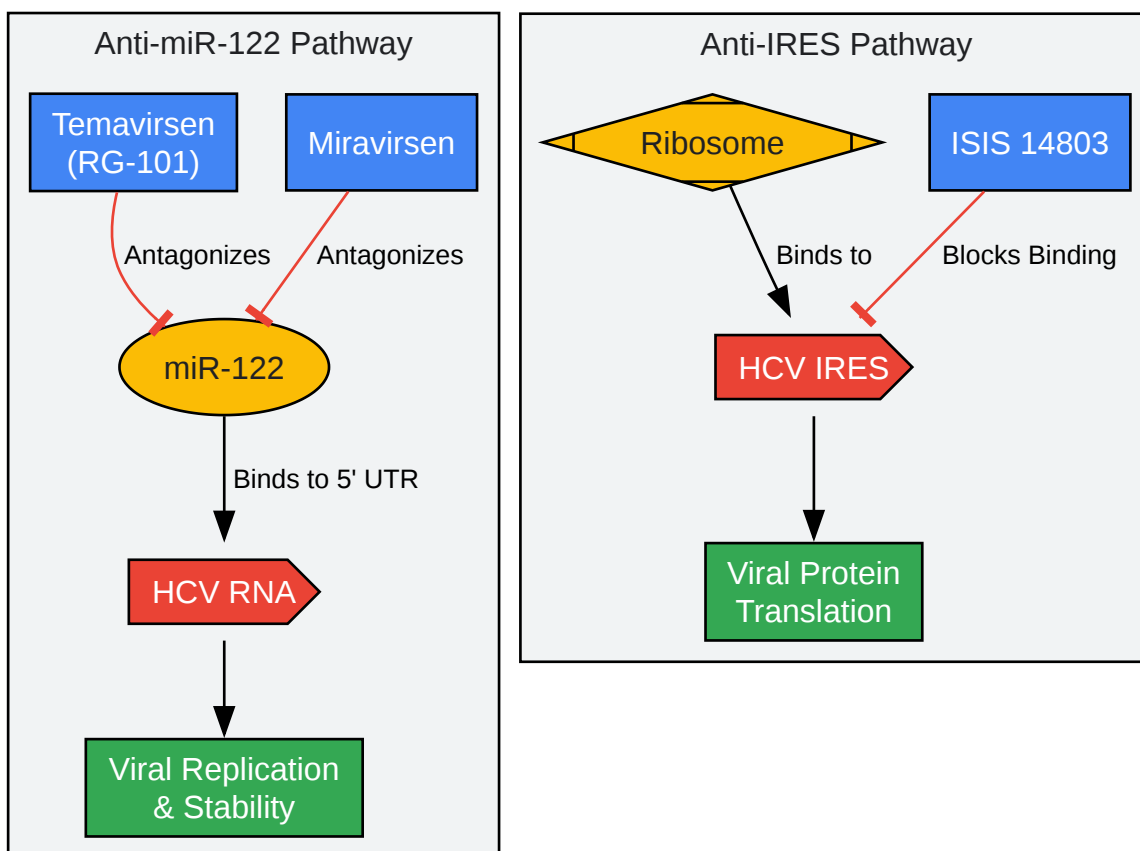 Anti-miR-122 Pathway
Temavirsen
(RG-101)
Miravirsen
Antagonizes
Antagonizes
miR-122
Binds to 5' UTR
HCV RNA
Viral Replication
& Stability
Anti-IRES Pathway
Ribosome
ISIS 14803
Binds to
Blocks Binding
HCV IRES
Viral Protein
Translation